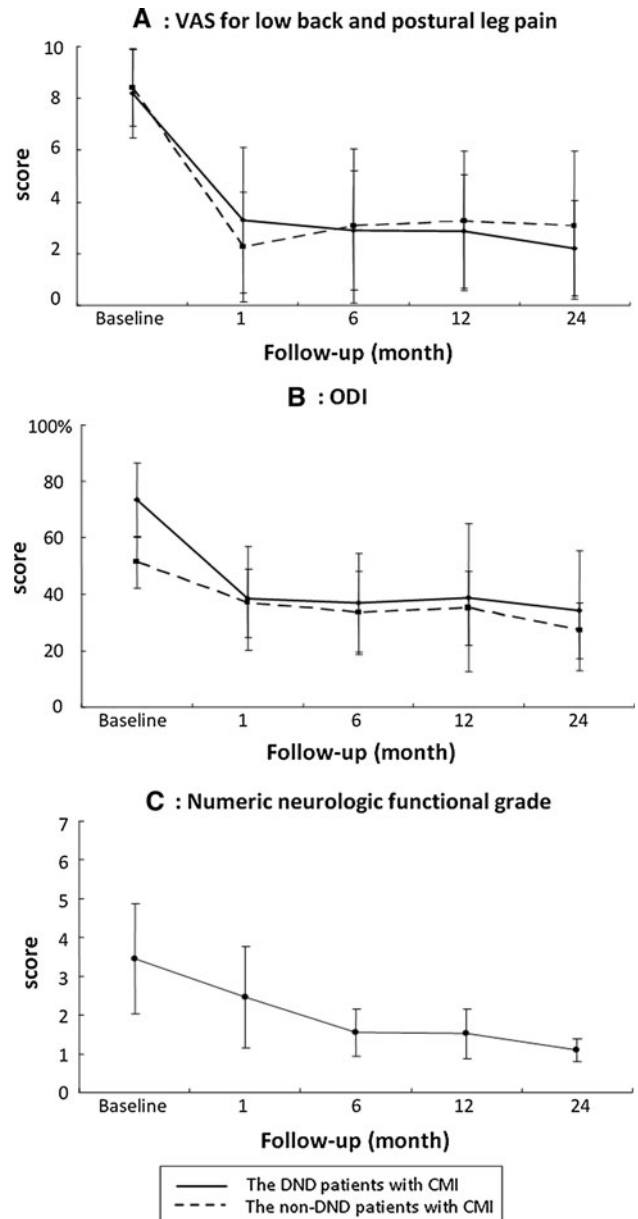 A : VAS for low back and postural leg pain
10
8
6
4
2
0
score
Baseline 1 6 12 24
Follow-up (month)
B : ODI
100%
80
60
40
20
0
score
Baseline 1 6 12 24
Follow-up (month)
C : Numeric neurologic functional grade
7
6
5
4
3
2
1
0
score
Baseline 1 6 12 24
Follow-up (month)
The DND patients with CMI
The non-DND patients with CMI